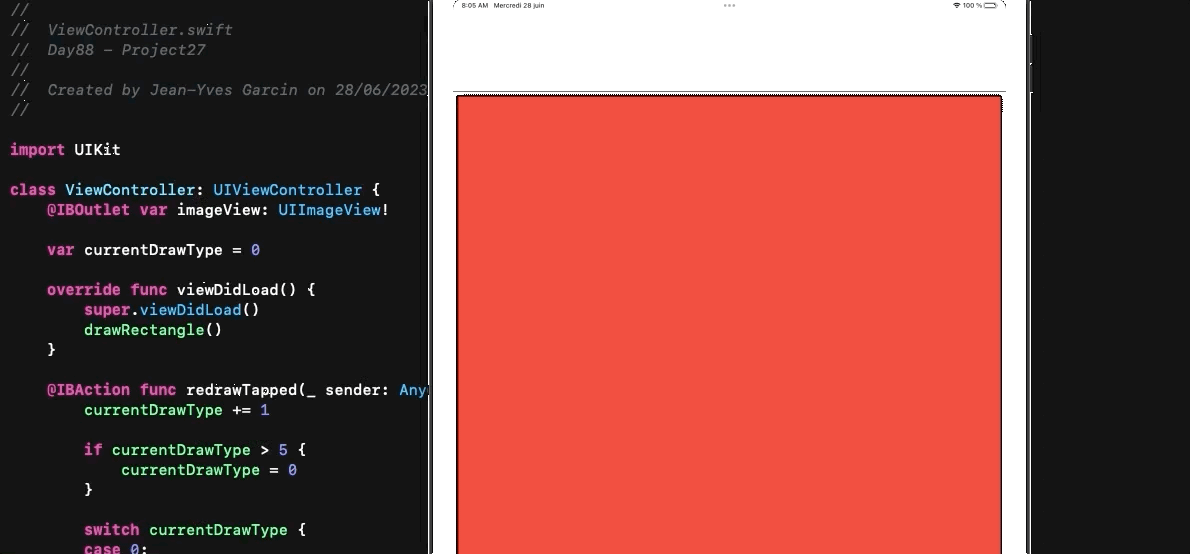 //
//  ViewController.swift
//  Day88 – Project27
//
//  Created by Jean-Yves Garcin on 28/06/2023
//
import UIKit
class ViewController: UIViewController {
    @IBOutlet var imageView: UIImageView!
    var currentDrawType = 0
    override func viewDidLoad() {
        super.viewDidLoad()
        drawRectangle()
    }
    @IBAction func redrawTapped(_ sender: Any
        currentDrawType += 1
        if currentDrawType > 5 {
            currentDrawType = 0
        }
        switch currentDrawType {
        case 0:
8:05 AM Mercredi 28 juin
100 %